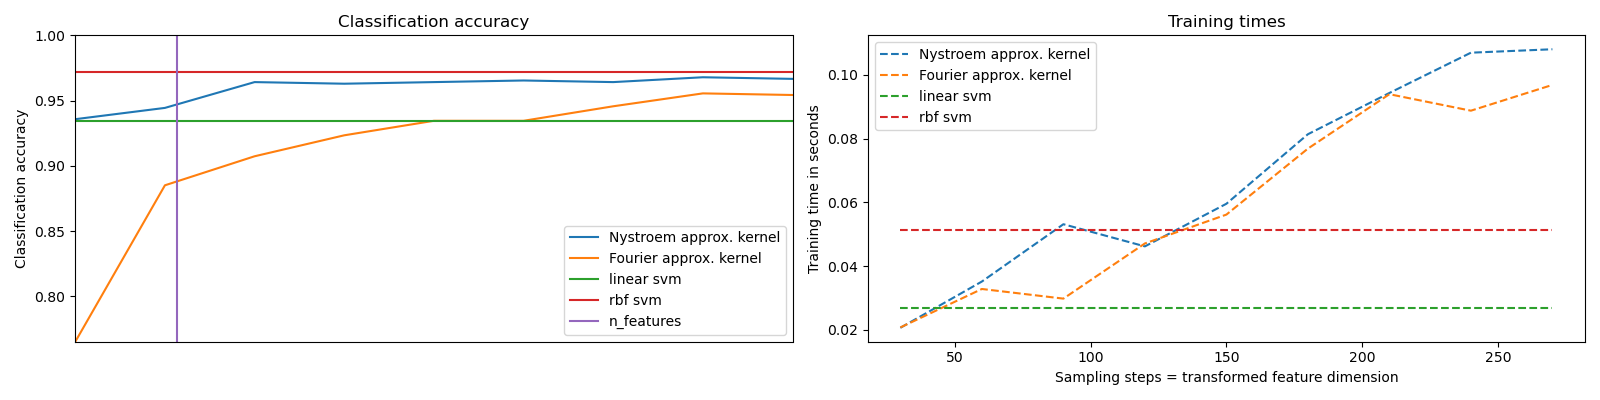 Classification accuracy
Classification accuracy
1.00
0.95
0.90
0.85
0.80
Nystroem approx. kernel
Fourier approx. kernel
linear svm
rbf svm
n_features
Training times
Training time in seconds
0.10
0.08
0.06
0.04
0.02
Nystroem approx. kernel
Fourier approx. kernel
linear svm
rbf svm
50
100
150
200
250
Sampling steps = transformed feature dimension